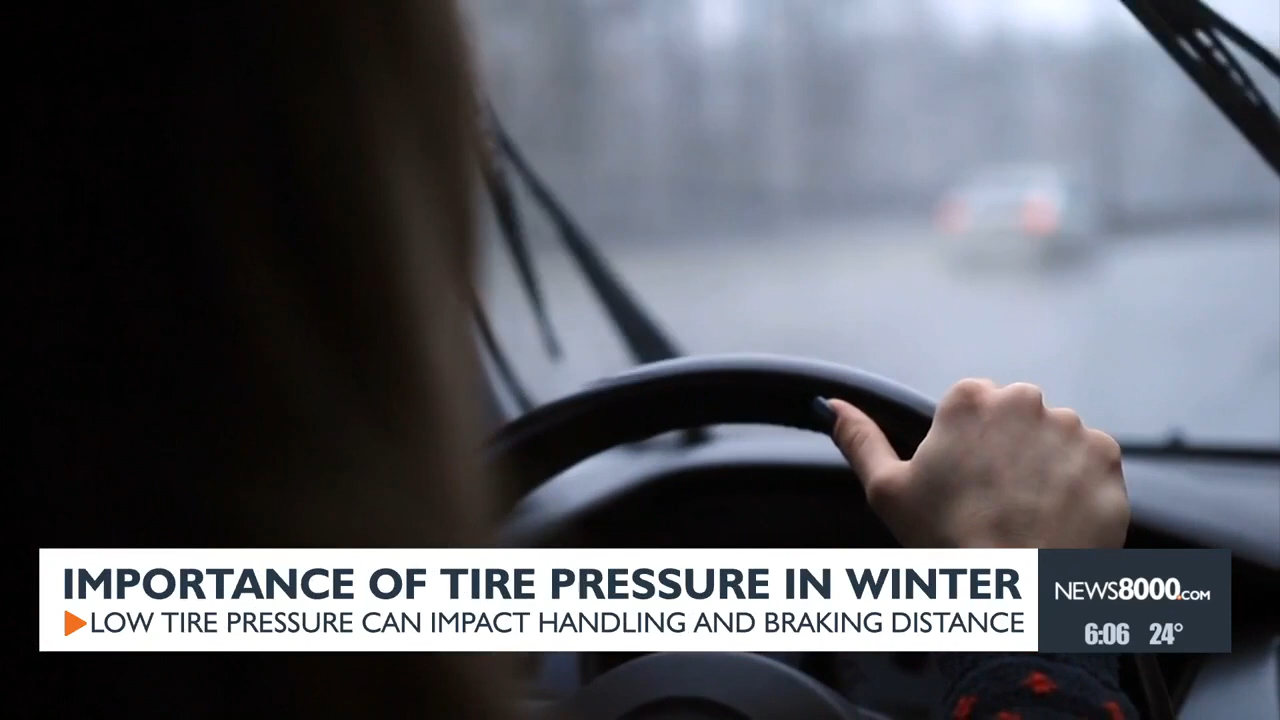 IMPORTANCE OF TIRE PRESSURE IN WINTER
LOW TIRE PRESSURE CAN IMPACT HANDLING AND BRAKING DISTANCE
NEWS8000.COM
6:06 24°